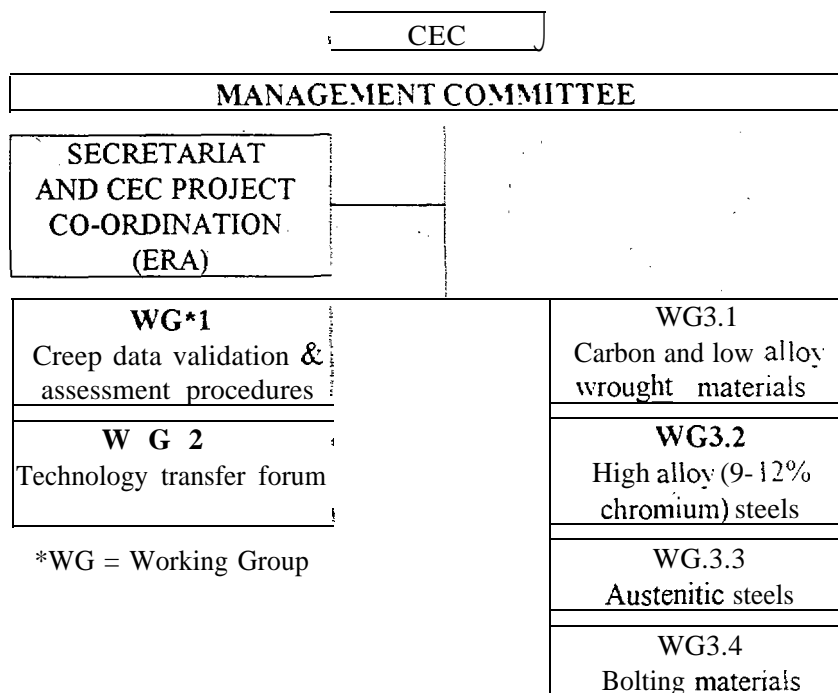 CEC
MANAGEMENT COMMITTEE
SECRETARIAT
AND CEC PROJECT
CO-ORDINATION
(ERA)
WG*1
Creep data validation &
assessment procedures
W G 2
Technology transfer forum
*WG = Working Group
WG3.1
Carbon and low alloy
wrought materials
WG3.2
High alloy (9-12%
chromium) steels
WG.3.3
Austenitic steels
WG3.4
Bolting materials